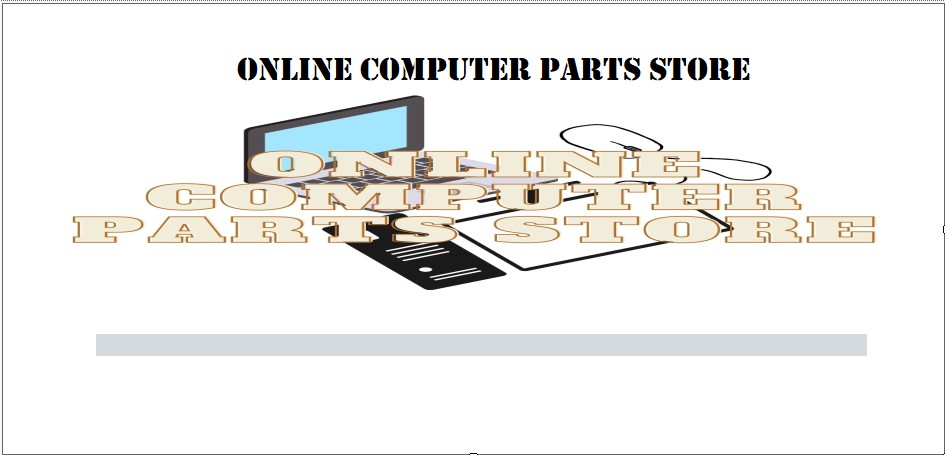 ONLINE COMPUTER PARTS STORE
ONLINE
COMPUTER
PARTS STORE